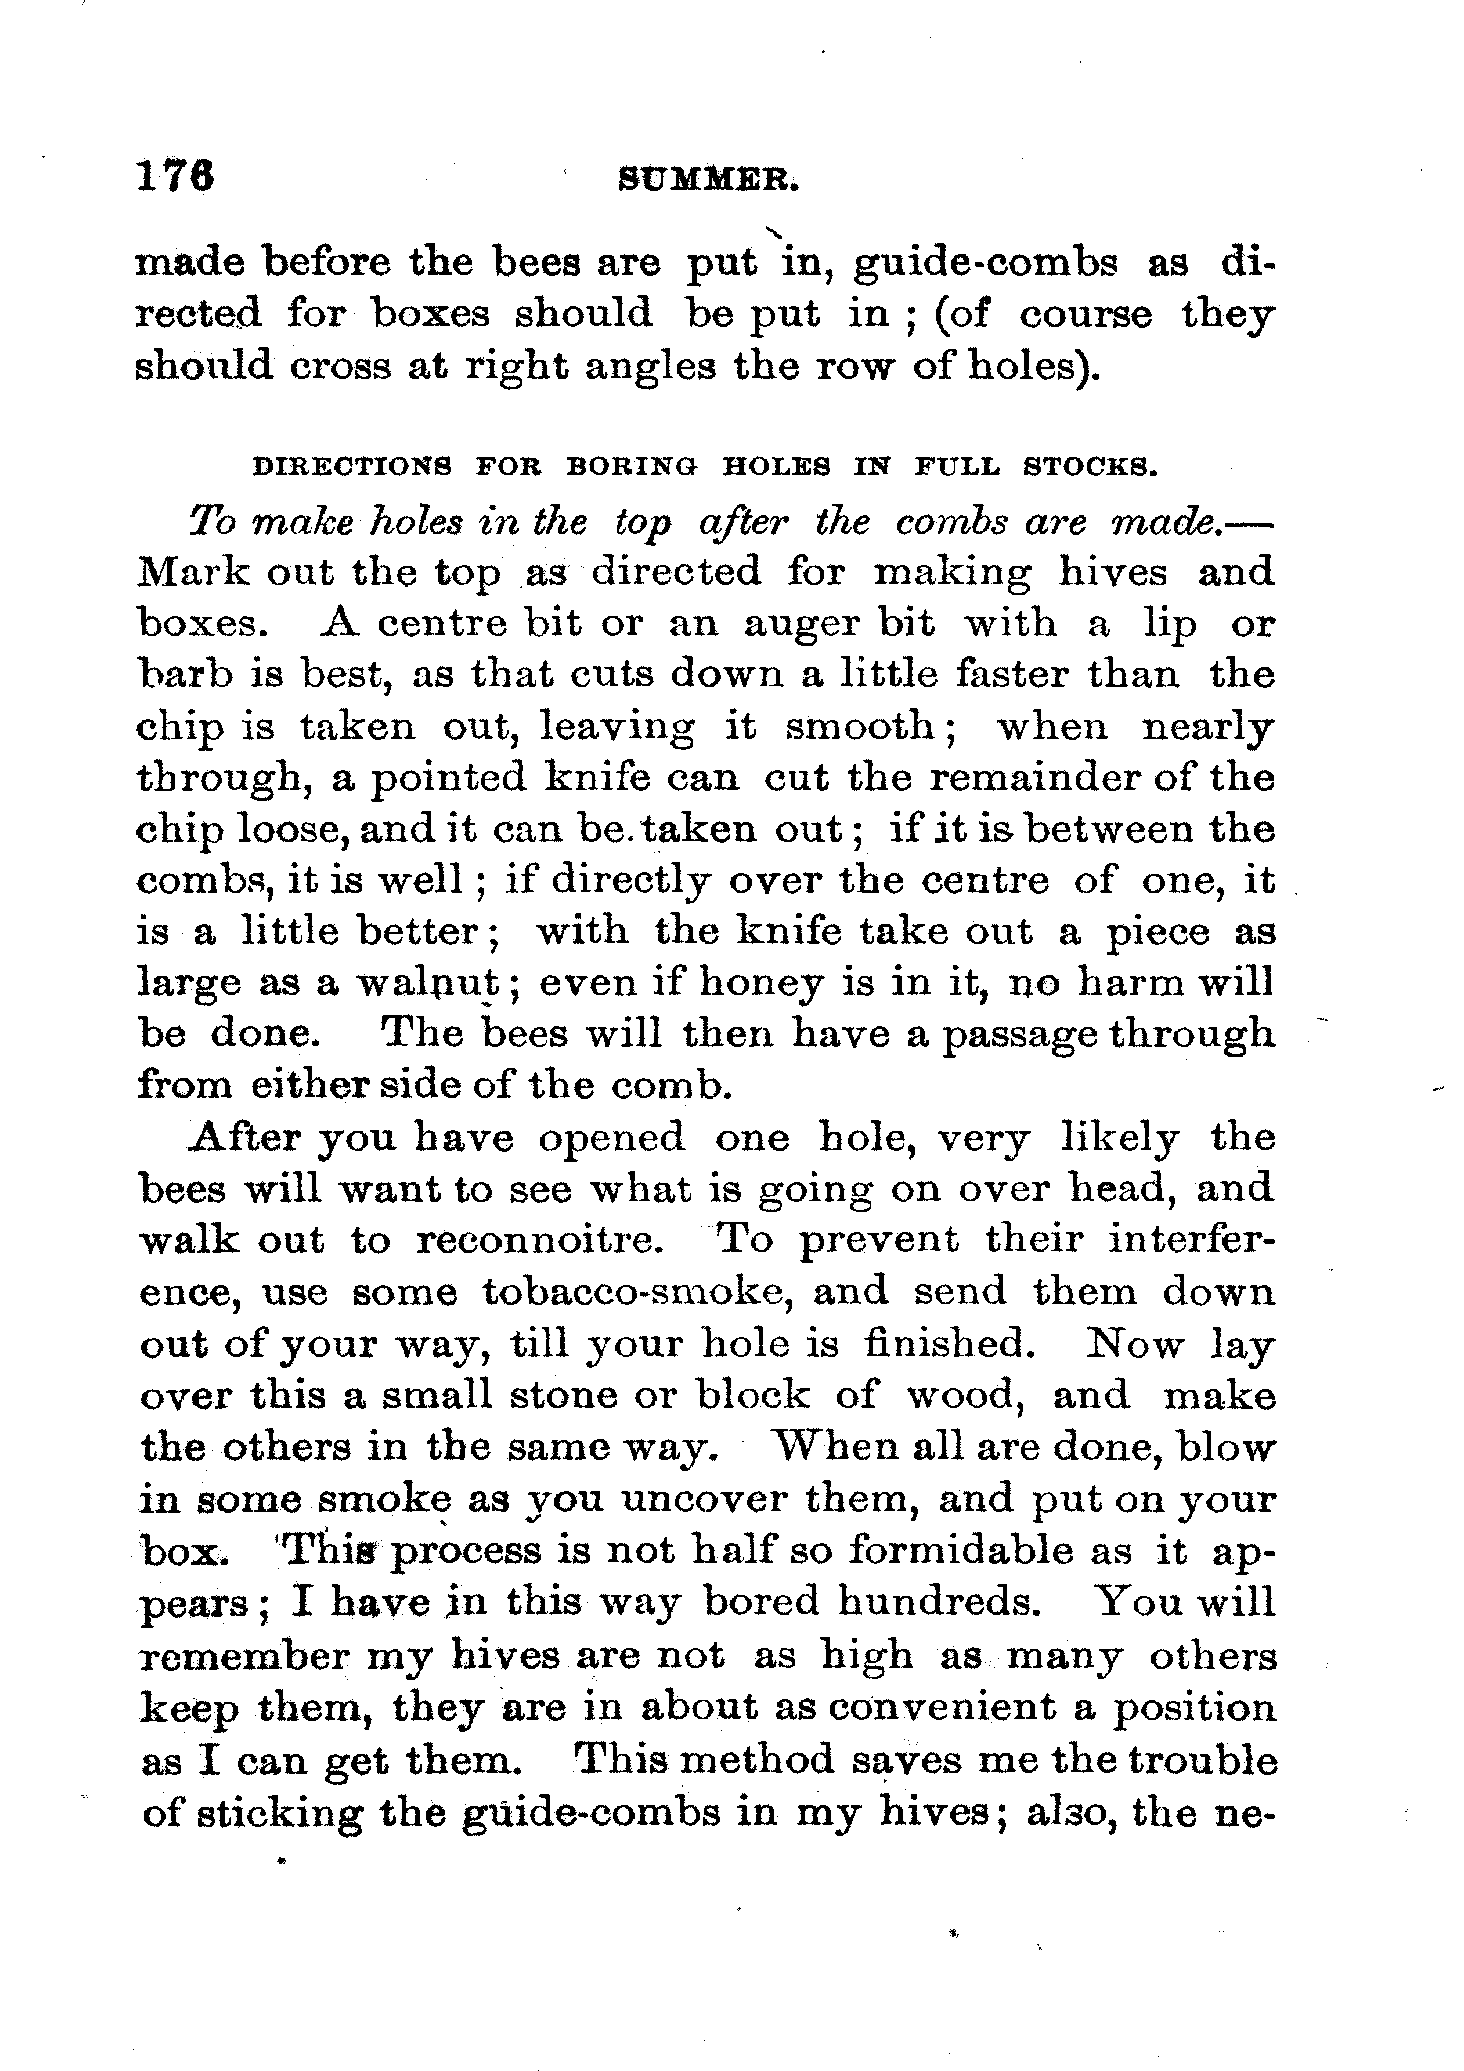 176 SUMMER.
made before the bees are put in, guide-combs as di-
rected for boxes should be put in ; (of course they
should cross at right angles the row of holes).
DIRECTIONS FOR BORING HOLES IN FULL STOCKS.
To make holes in the top after the combs are made.—
Mark out the top as directed for making hives and
boxes. A centre bit or an auger bit with a lip or
barb is best, as that cuts down a little faster than the
chip is taken out, leaving it smooth ; when nearly
through, a pointed knife can cut the remainder of the
chip loose, and it can be taken out ; if it is between the
combs, it is well ; if directly over the centre of one, it
is a little better ; with the knife take out a piece as
large as a walnut ; even if honey is in it, no harm will
be done. The bees will then have a passage through
from either side of the comb.
After you have opened one hole, very likely the
bees will want to see what is going on over head, and
walk out to reconnoitre. To prevent their interfer-
ence, use some tobacco-smoke, and send them down
out of your way, till your hole is finished. Now lay
over this a small stone or block of wood, and make
the others in the same way. When all are done, blow
in some smoke as you uncover them, and put on your
box. This process is not half so formidable as it ap-
pears ; I have in this way bored hundreds. You will
remember my hives are not as high as many others
keep them, they are in about as convenient a position
as I can get them. This method saves me the trouble
of sticking the guide-combs in my hives ; also, the ne-